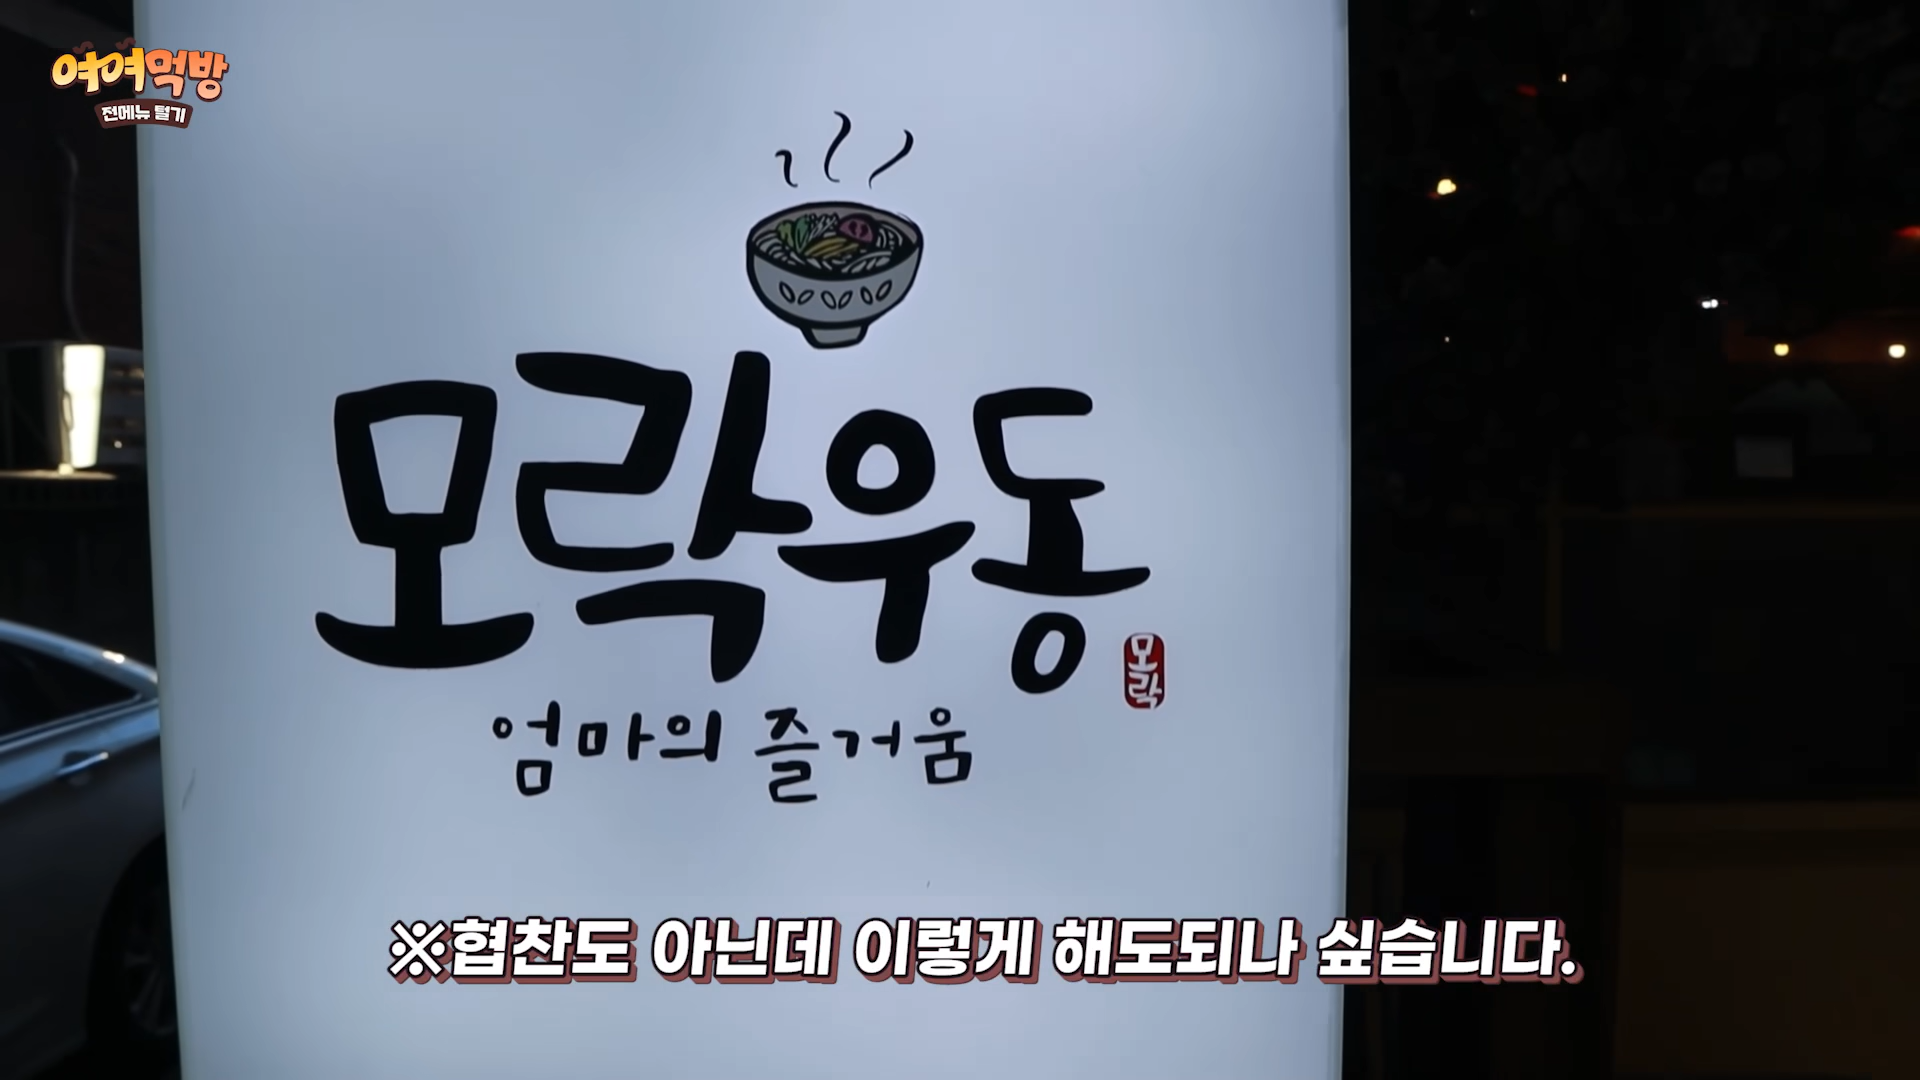 여여먹방
전메뉴 털기
모락우동
모락
엄마의 즐거움
※협찬도 아닌데 이렇게 해도되나 싶습니다.